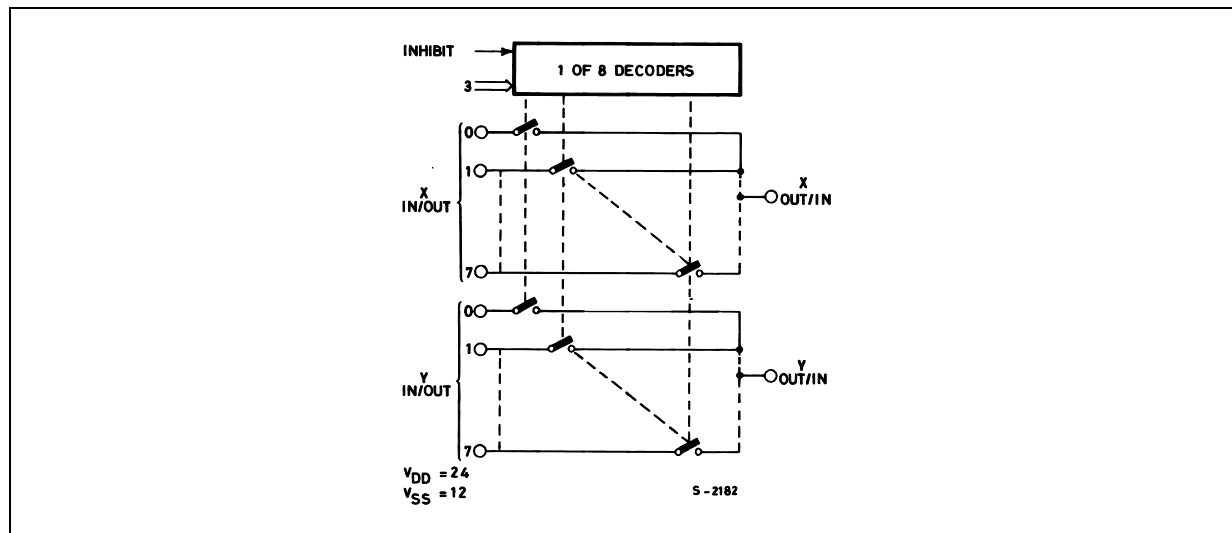 INHIBIT
1 OF 8 DECODERS
3
0
1
X
IN/OUT
X
OUT/IN
7
0
1
Y
IN/OUT
Y
OUT/IN
7
VDD = 24
VSS = 12
S-2182